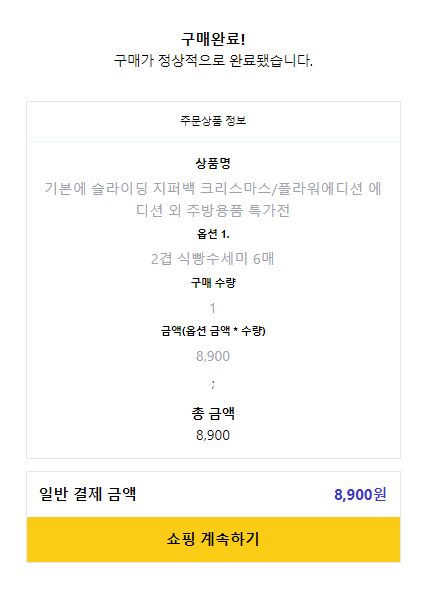 구매완료!
구매가 정상적으로 완료됐습니다.
주문상품 정보
상품명
기본에 슬라이딩 지퍼백 크리스마스/플라워에디션 에
디션 외 주방용품 특가전
옵션 1.
2겹 식빵수세미 6매
구매 수량
1
금액(옵션 금액 * 수량)
8,900
;
총 금액
8,900
일반 결제 금액 8,900원
쇼핑 계속하기